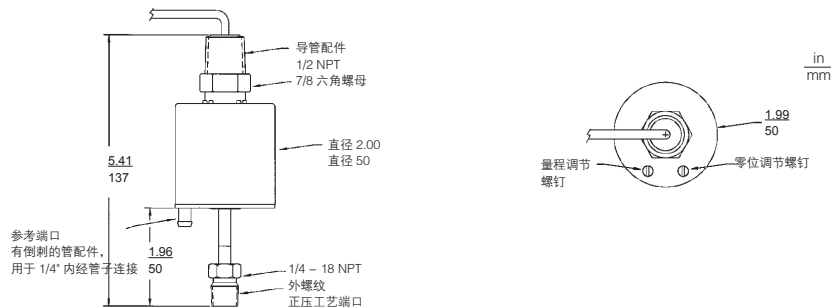 导管配件
1/2 NPT
7/8 六角螺母
in
mm
5.41
137
直径 2.00
直径 50
1.99
50
量程调节
螺钉
零位调节螺钉
参考端口
有倒刺的管配件，
用于 1/4" 内经管子连接
1.96
50
1/4 – 18 NPT
外螺纹
正压工艺端口